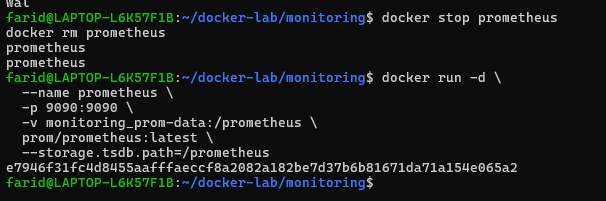 wal
farid@LAPTOP-L6K57F1B:~/docker-lab/monitoring$ docker stop prometheus
docker rm prometheus
prometheus
prometheus
farid@LAPTOP-L6K57F1B:~/docker-lab/monitoring$ docker run -d \
  --name prometheus \
  -p 9090:9090 \
  -v monitoring_prom-data:/prometheus \
  prom/prometheus:latest \
  --storage.tsdb.path=/prometheus
e7946f31fc4d8455aafffaeccf8a2082a182be7d37b6b81671da71a154e065a2
farid@LAPTOP-L6K57F1B:~/docker-lab/monitoring$